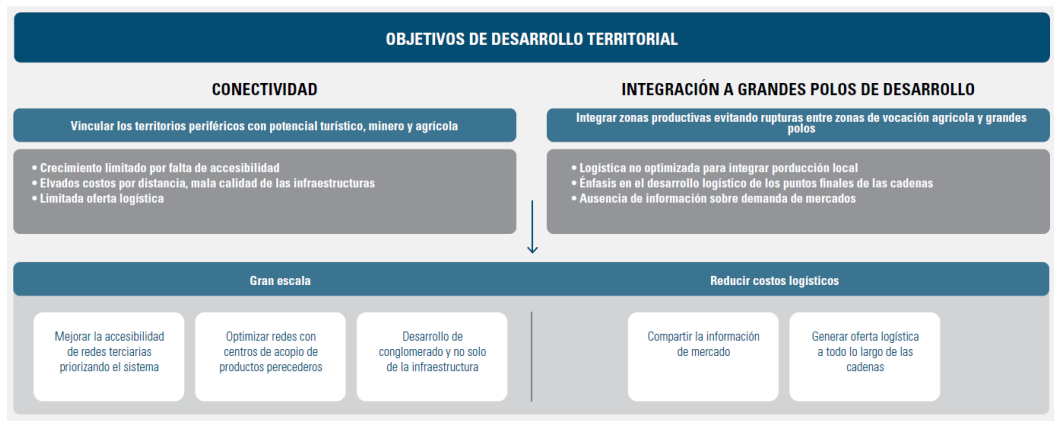 OBJETIVOS DE DESARROLLO TERRITORIAL
CONECTIVIDAD
Vincular los territorios periféricos con potencial turístico, minero y agrícola
• Crecimiento limitado por falta de accesibilidad
• Elvados costos por distancia, mala calidad de las infraestructuras
• Limitada oferta logística
INTEGRACIÓN A GRANDES POLOS DE DESARROLLO
Integrar zonas productivas evitando rupturas entre zonas de vocación agrícola y grandes
polos
• Logística no optimizada para integrar porducción local
• Énfasis en el desarrollo logístico de los puntos finales de las cadenas
• Ausencia de información sobre demanda de mercados
Gran escala
Mejorar la accesibilidad
de redes terciarias
priorizando el sistema
Optimizar redes con
centros de acopio de
productos perecederos
Desarrollo de
conglomerado y no solo
de la infraestructura
Reducir costos logísticos
Compartir la información
de mercado
Generar oferta logística
a todo lo largo de las
cadenas